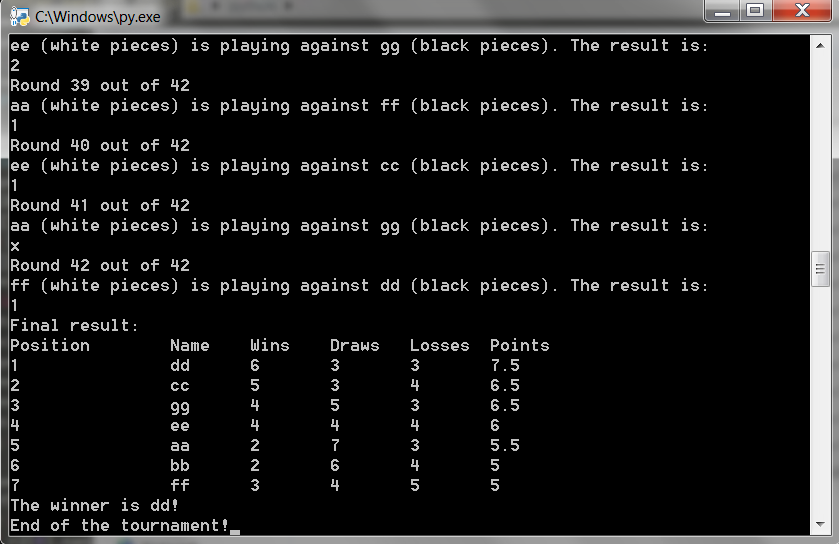 C:\Windows\py.exe
ee (white pieces) is playing against gg (black pieces). The result is:
2
Round 39 out of 42
aa (white pieces) is playing against ff (black pieces). The result is:
1
Round 40 out of 42
ee (white pieces) is playing against cc (black pieces). The result is:
1
Round 41 out of 42
aa (white pieces) is playing against gg (black pieces). The result is:
x
Round 42 out of 42
ff (white pieces) is playing against dd (black pieces). The result is:
1
Final result:
Position Name Wins Draws Losses Points
1 dd 6 3 3 7.5
2 cc 5 3 4 6.5
3 gg 4 5 3 6.5
4 ee 4 4 4 6
5 aa 2 7 3 5.5
6 bb 2 6 4 5
7 ff 3 4 5 5
The winner is dd!
End of the tournament!_